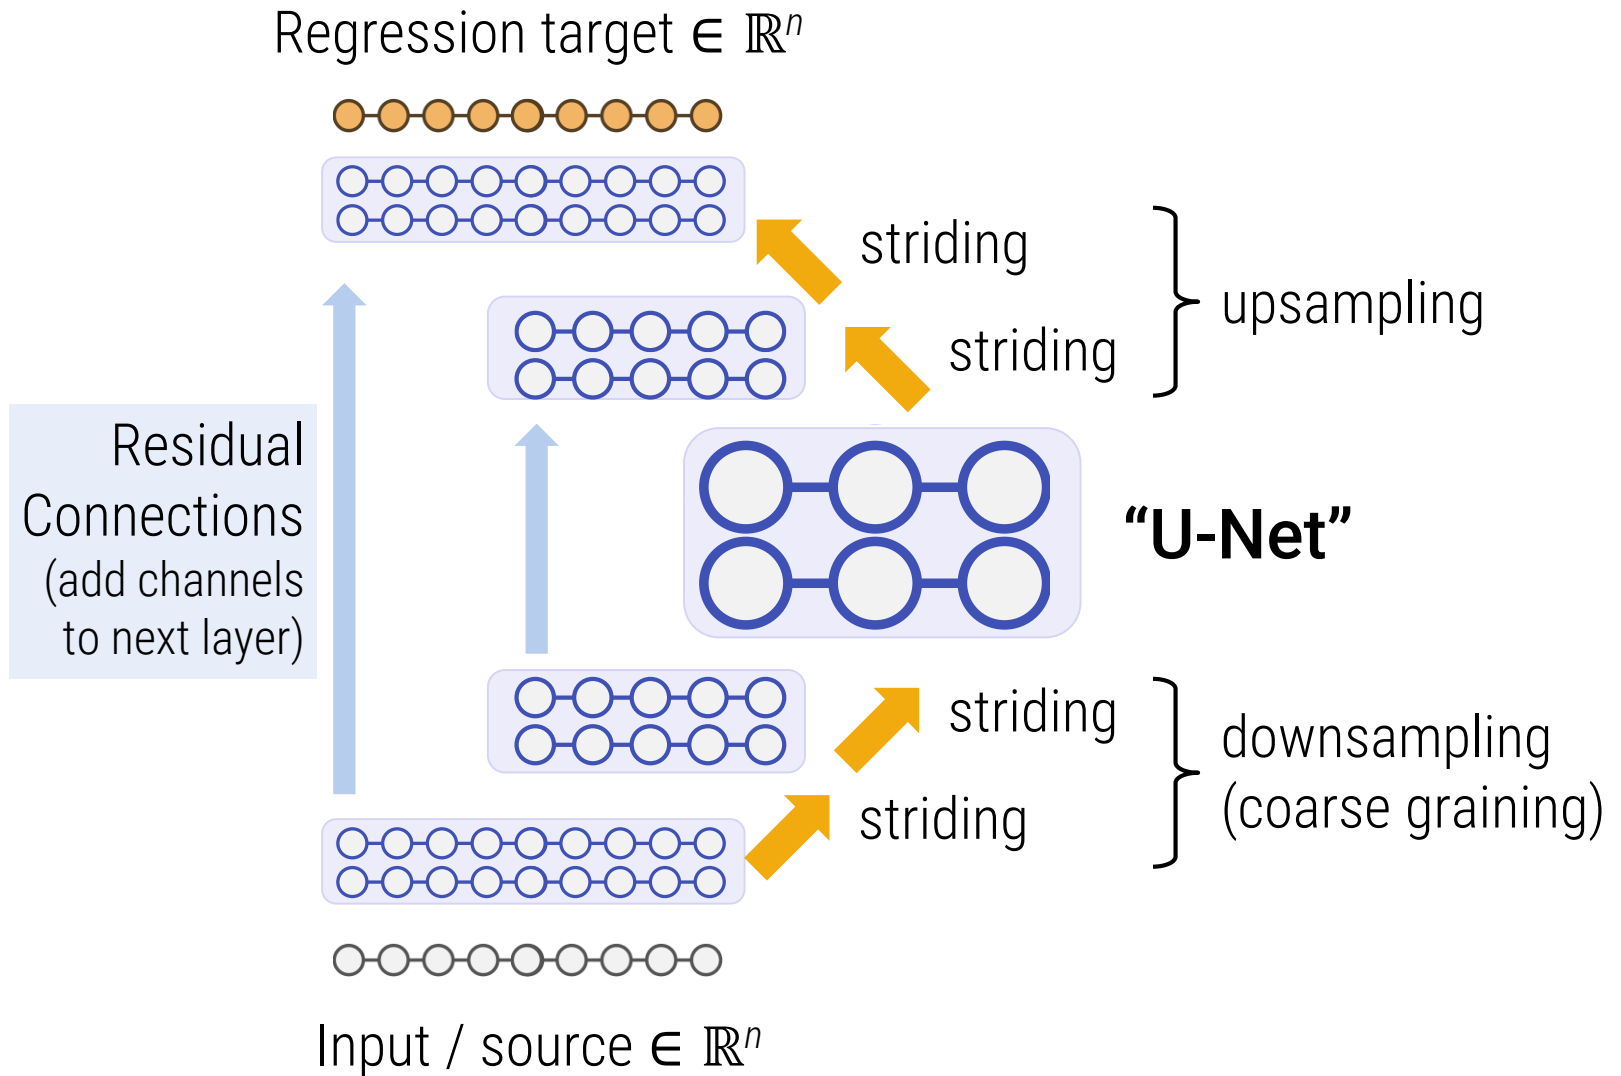 Regression target ∈ ℝⁿ
striding
upsampling
striding
Residual
Connections
(add channels
to next layer)
“U-Net”
striding
downsampling
(coarse graining)
striding
Input / source ∈ ℝⁿ